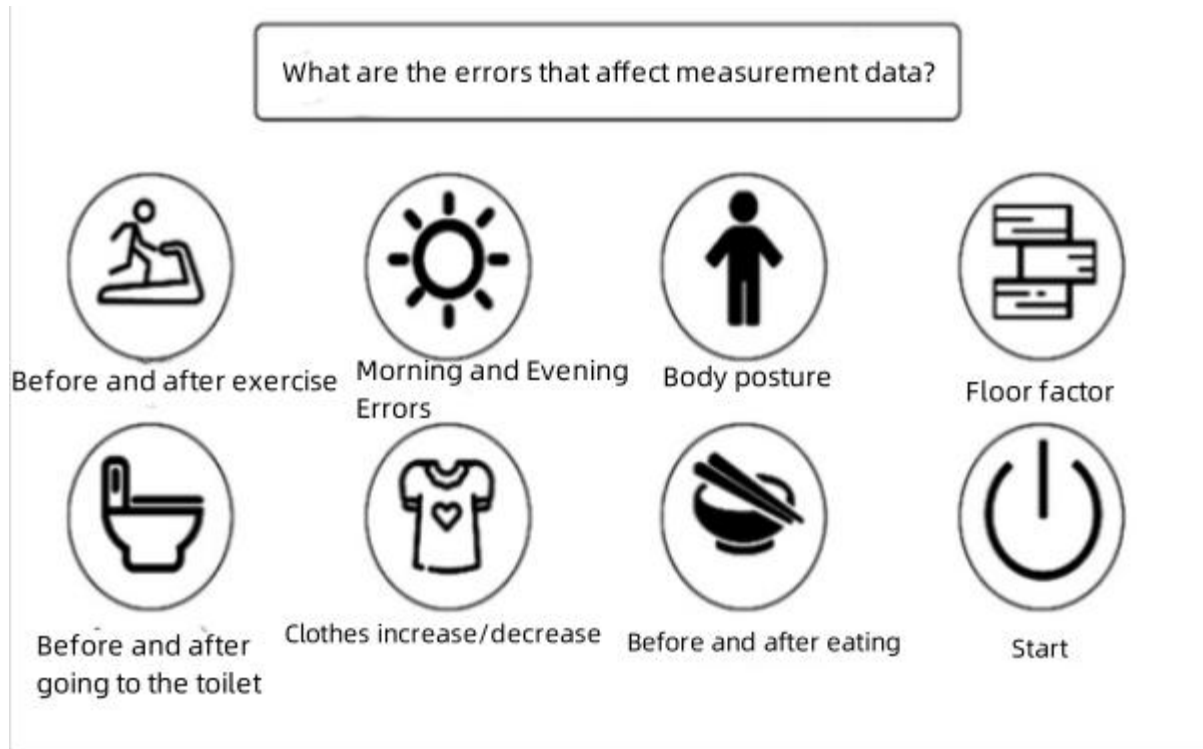 What are the errors that affect measurement data?
Before and after exercise
Morning and Evening
Errors
Body posture
Floor factor
Before and after
going to the toilet
Clothes increase/decrease
Before and after eating
Start